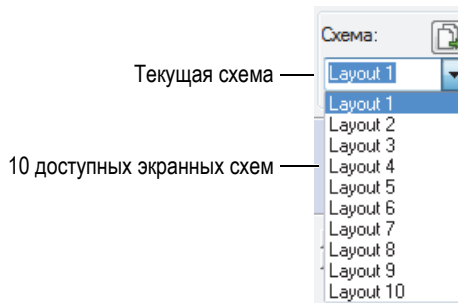 Схема:
Текущая схема
Layout 1
Layout 1
Layout 2
Layout 3
10 доступных экранных схем
Layout 4
Layout 5
Layout 6
Layout 7
Layout 8
Layout 9
Layout 10